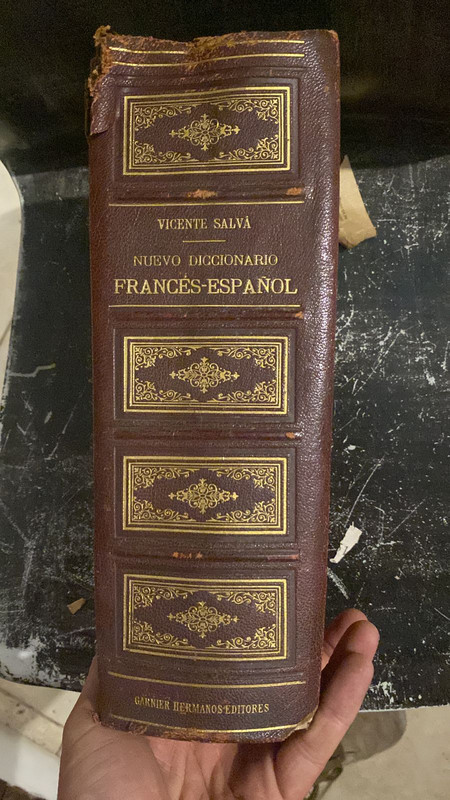 VICENTE SALVÁ
NUEVO DICCIONARIO
FRANCÉS-ESPAÑOL
GARNIER HERMANOS EDITORES